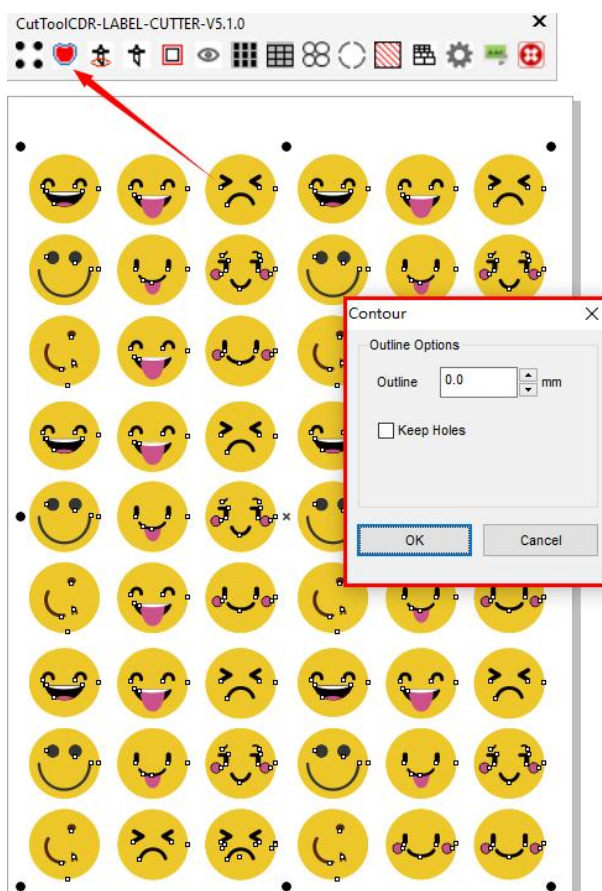 CutToolCDR-LABEL-CUTTER-V5.1.0
Contour
Outline Options
Outline 0.0 mm
Keep Holes
OK Cancel